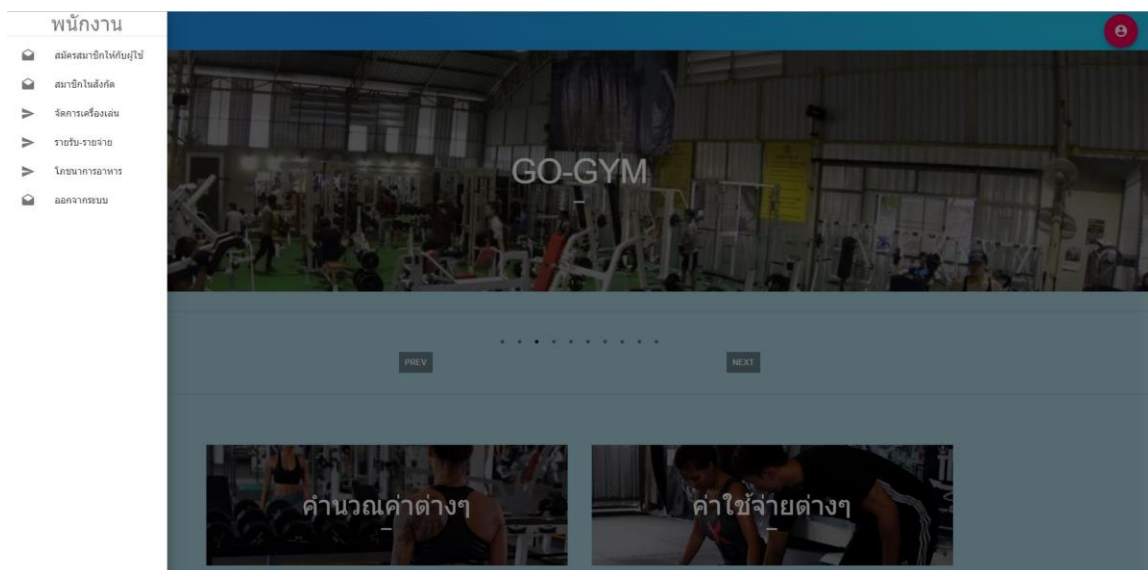 พนักงาน
สมัครสมาชิกให้กับผู้ใช้
สมาชิกในสังกัด
จัดการเครื่องเล่น
รายรับ-รายจ่าย
โภชนาการอาหาร
ออกจากระบบ
GO-GYM
PREV
NEXT
คำนวณค่าต่างๆ
ค่าใช้จ่ายต่างๆ